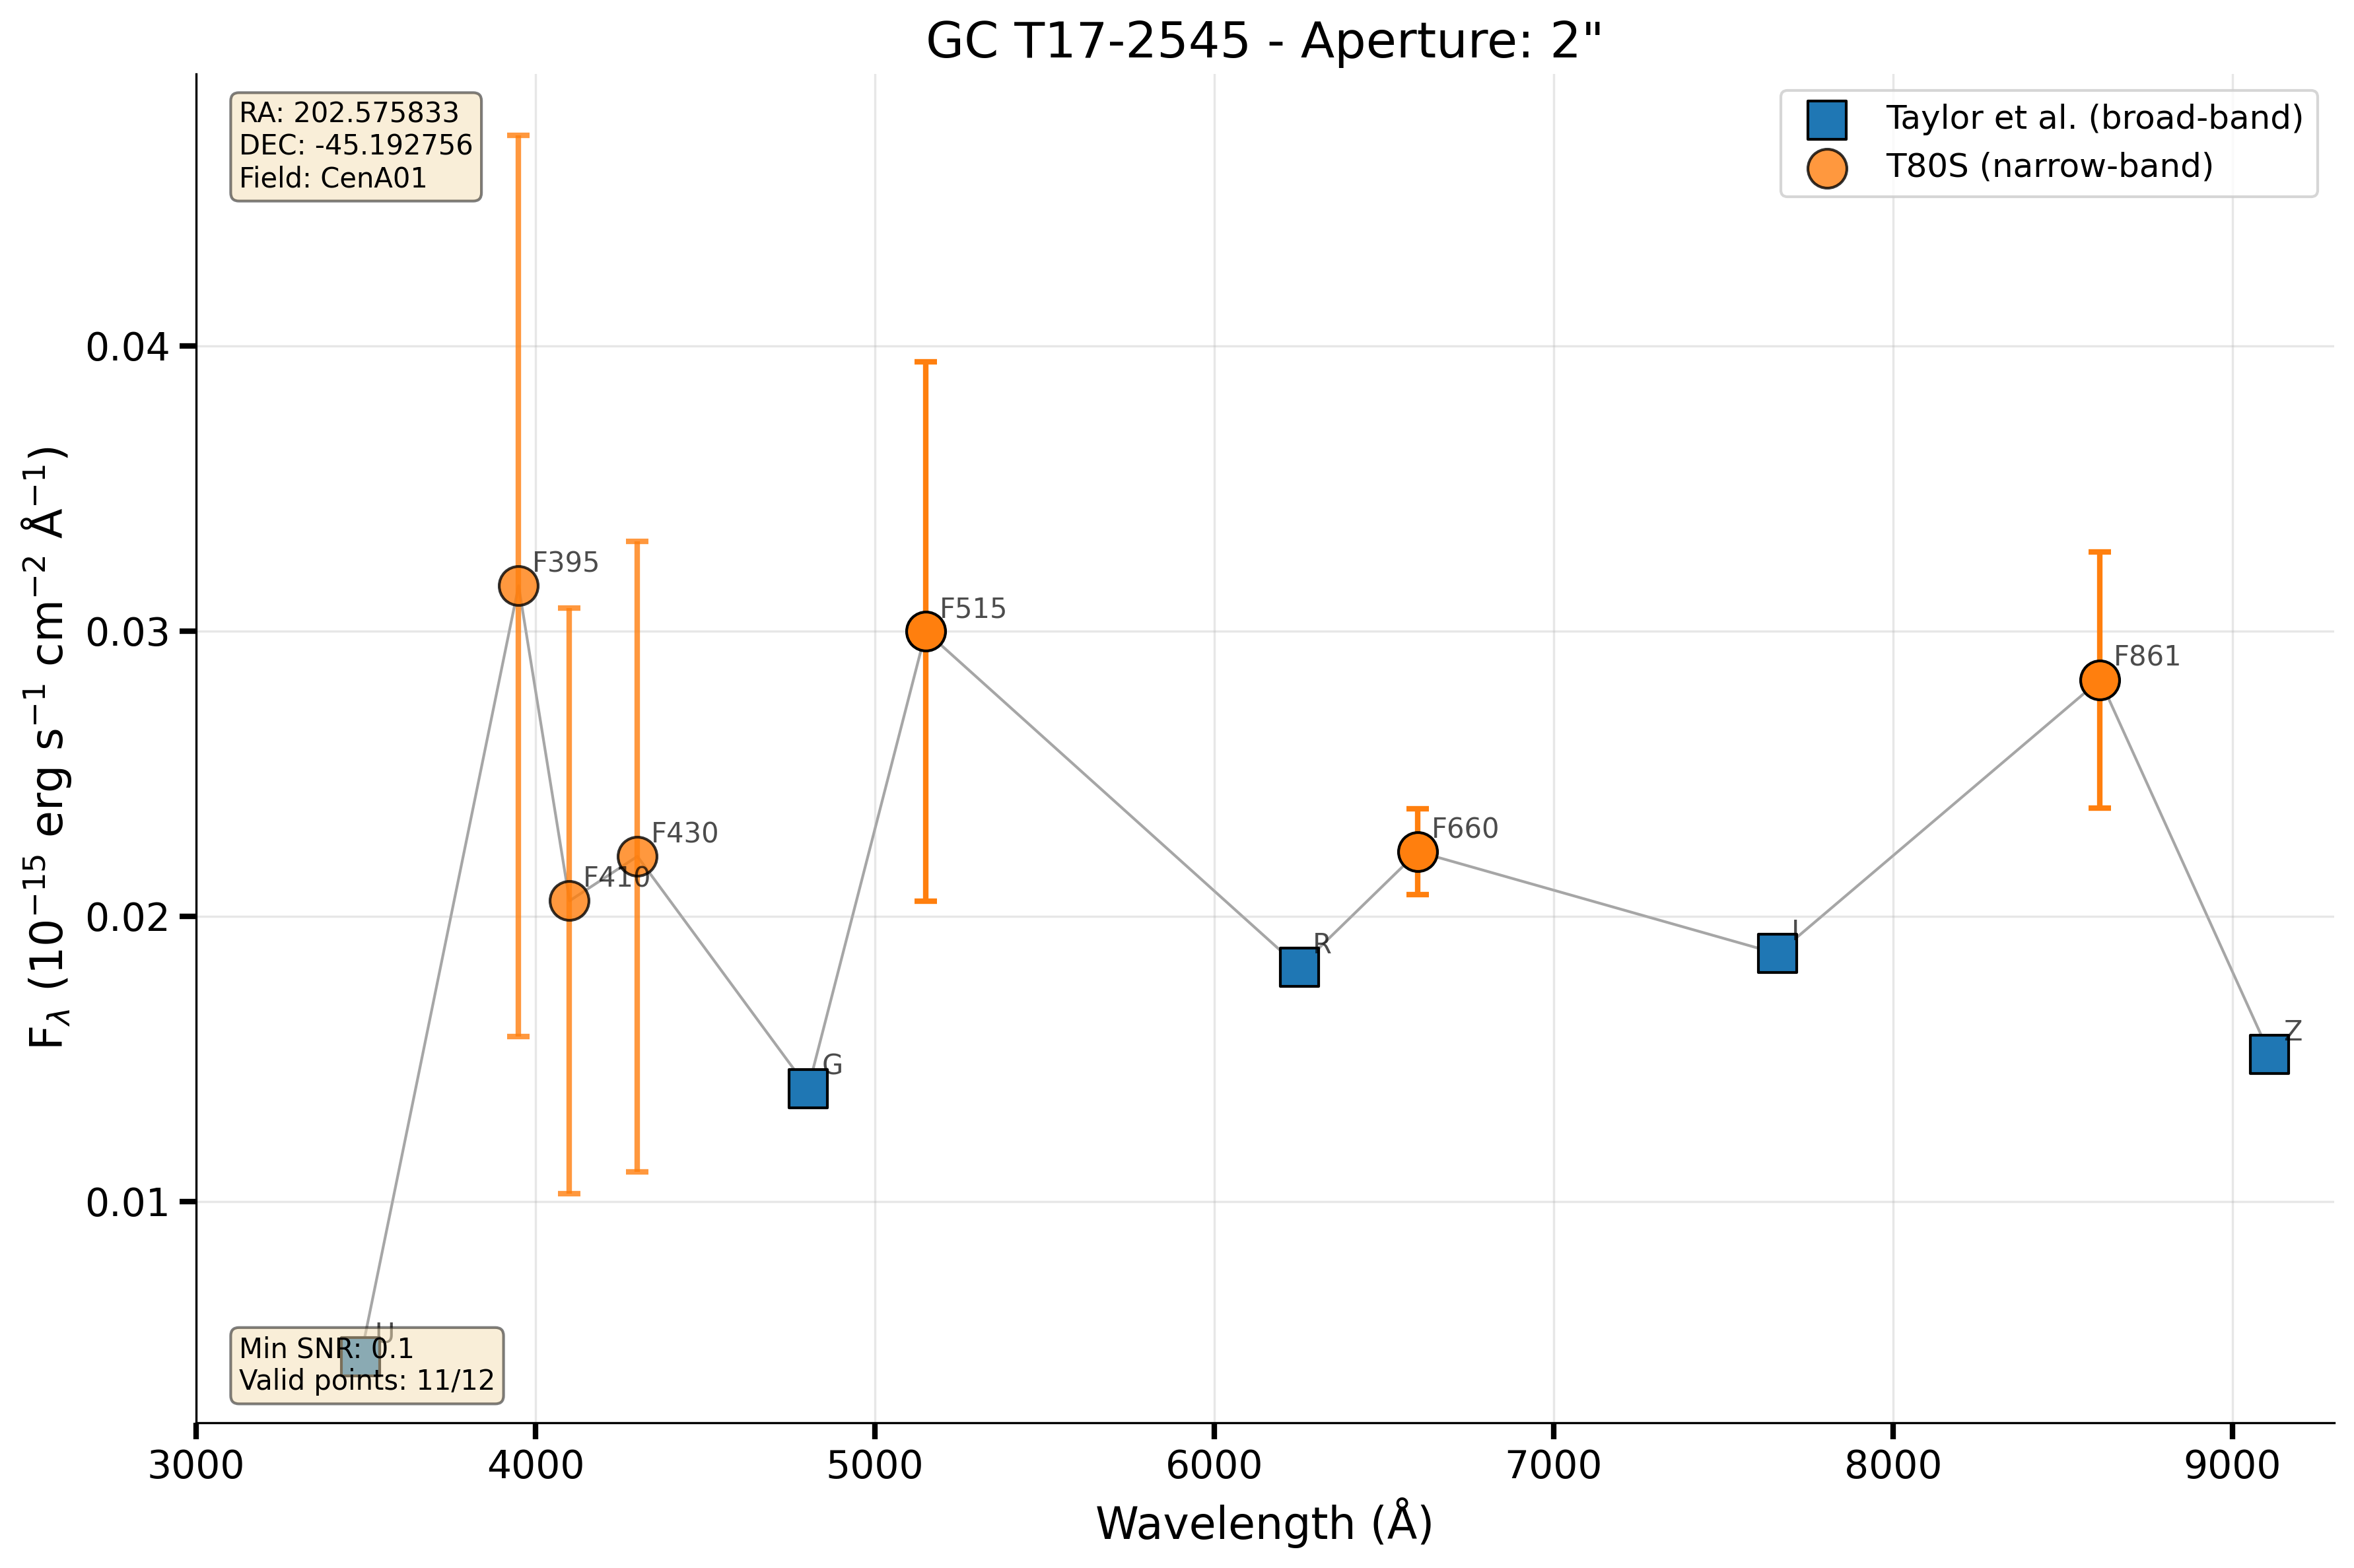 GC T17-2545 - Aperture: 2"
RA: 202.575833
DEC: -45.192756
Field: CenA01
Taylor et al. (broad-band)
T80S (narrow-band)
F_λ (10⁻¹⁵ erg s⁻¹ cm⁻² Å⁻¹)
0.04
0.03
0.02
0.01
F395
F515
F861
F430
F660
F410
I
R
G
Z
U
Min SNR: 0.1
Valid points: 11/12
3000 4000 5000 6000 7000 8000 9000
Wavelength (Å)